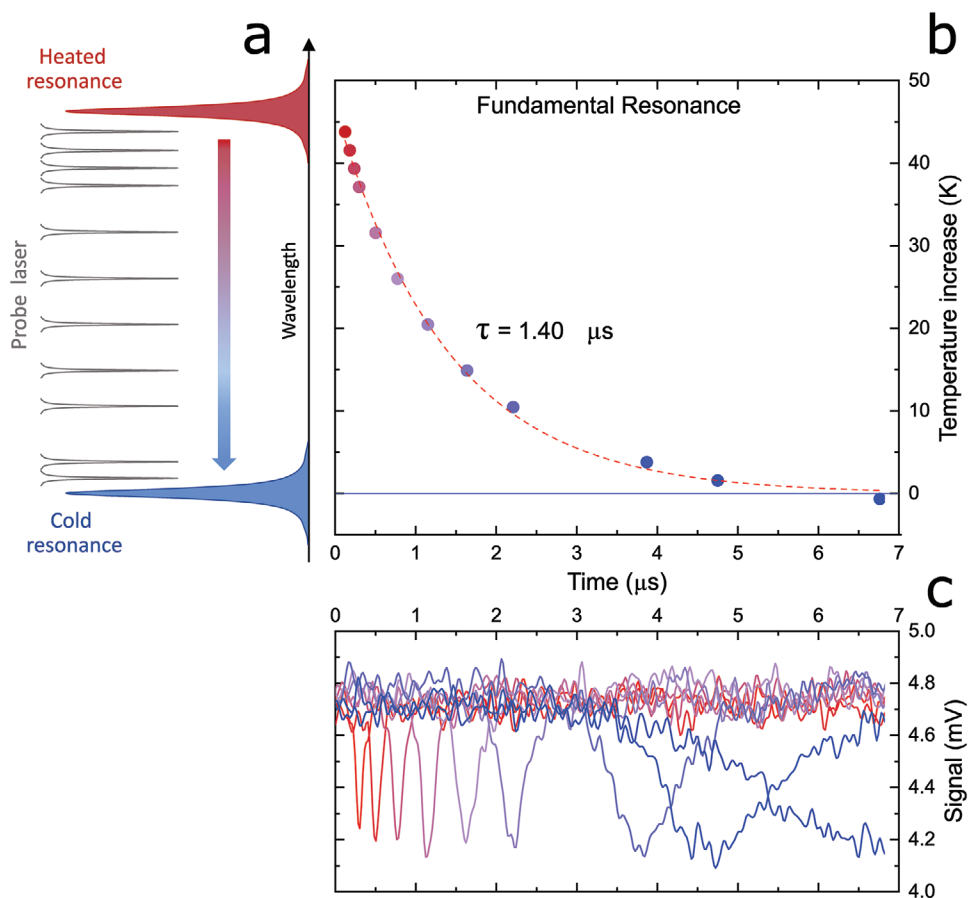 a
Heated
resonance
Probe laser
Wavelength
Cold
resonance
b
Fundamental Resonance
τ = 1.40 μs
50
40
30
20
10
0
Temperature increase (K)
0 1 2 3 4 5 6 7
Time (μs)
c
0 1 2 3 4 5 6 7
5.0
4.8
4.6
4.4
4.2
4.0
Signal (mV)